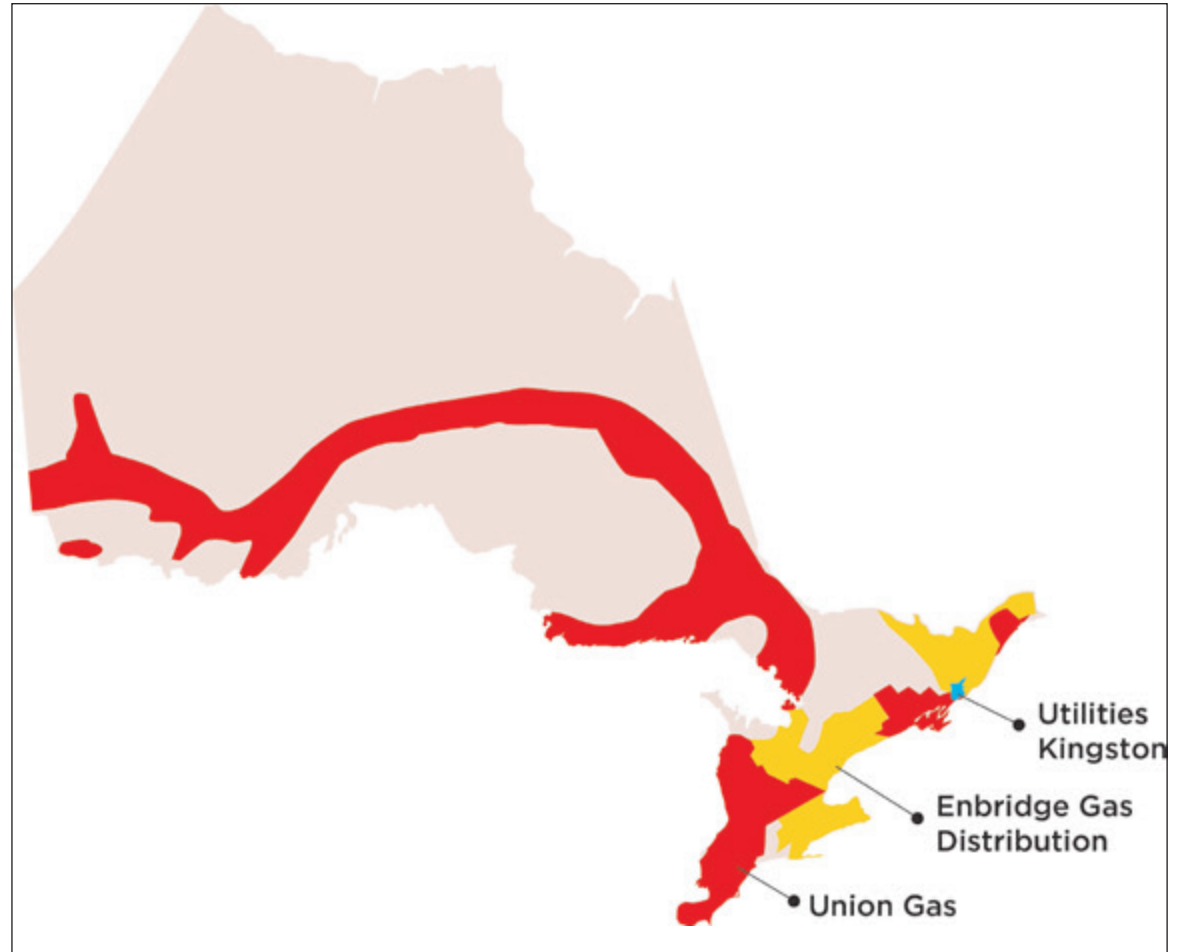 Utilities
Kingston
Enbridge Gas
Distribution
Union Gas